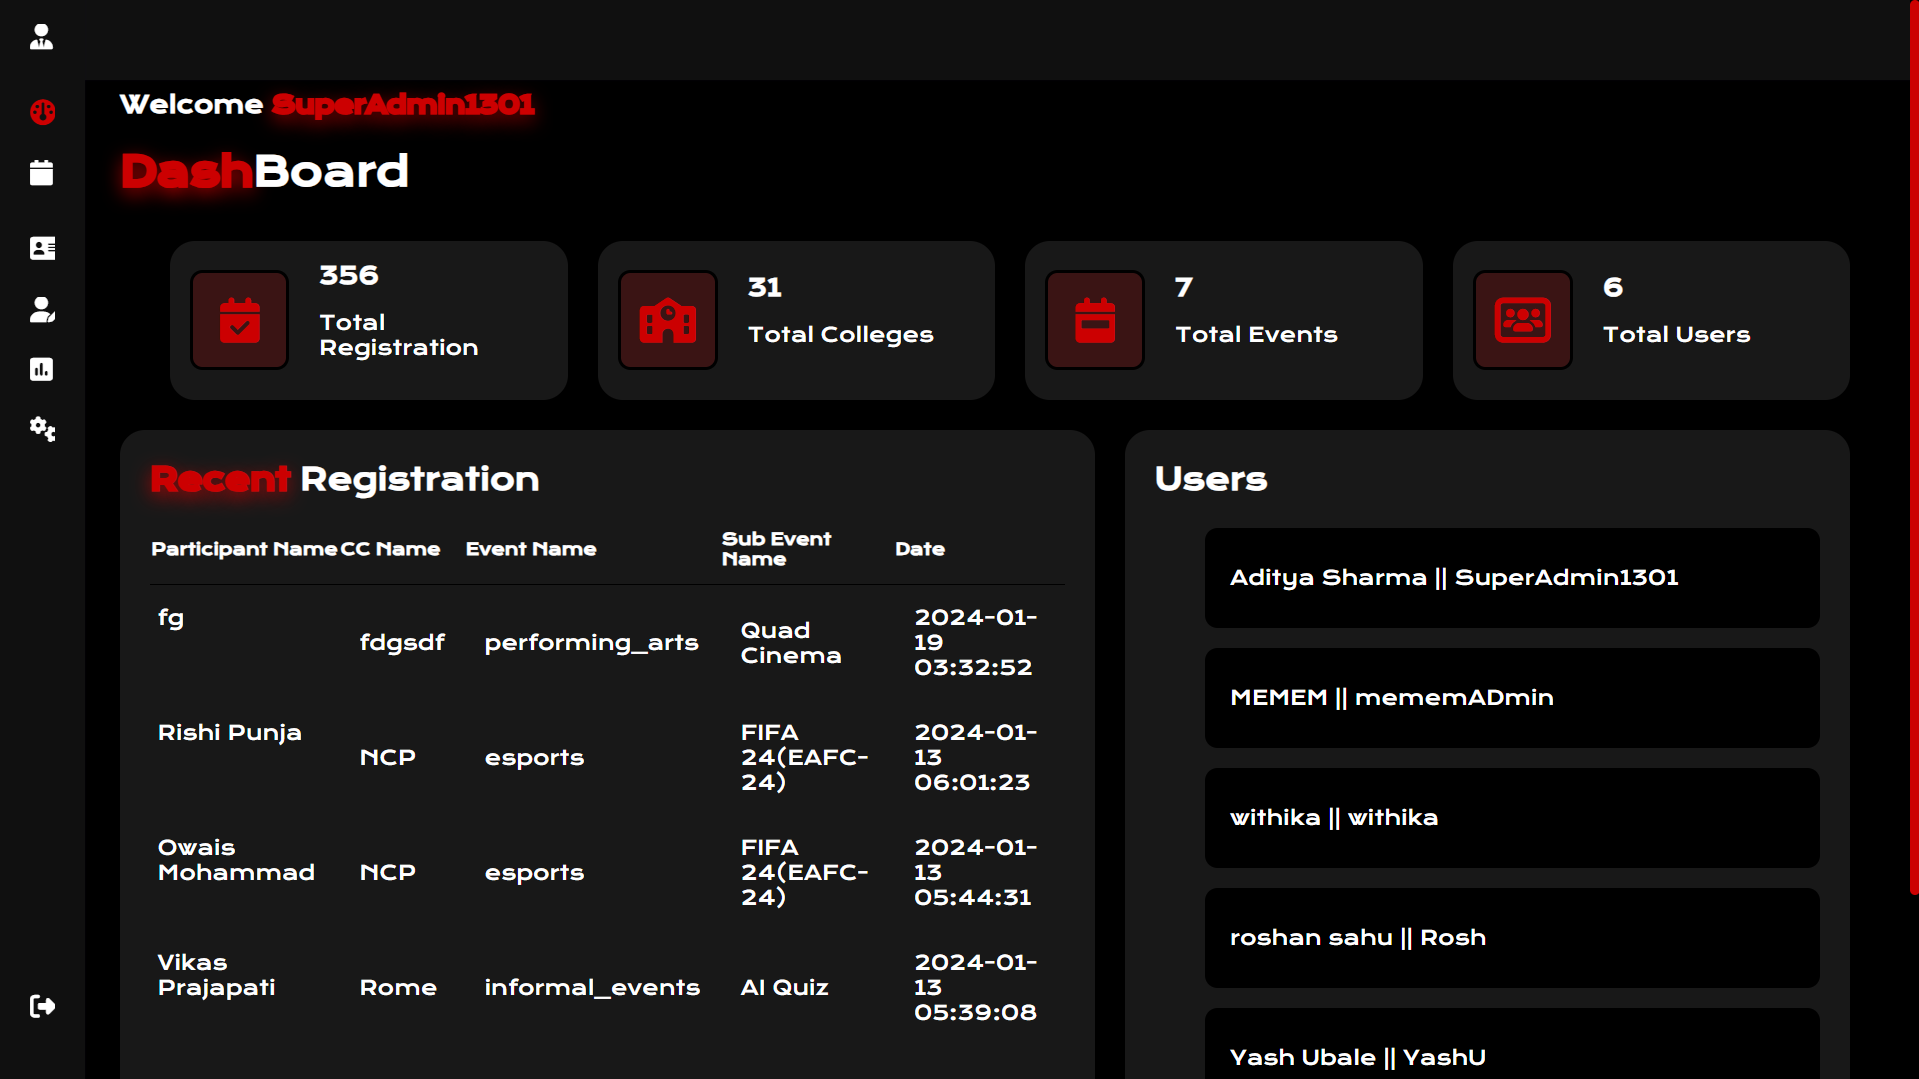 Welcome SuperAdmin1301
DashBoard
356
Total
Registration
31
Total Colleges
7
Total Events
6
Total Users
Recent Registration
Participant Name CC Name Event Name Sub Event Name Date
fg
fdgsdf
performing_arts
Quad
Cinema
2024-01-
19
03:32:52
Rishi Punja
NCP
esports
FIFA
24(EAFC-
24)
2024-01-
13
06:01:23
Owais
Mohammad
NCP
esports
FIFA
24(EAFC-
24)
2024-01-
13
05:44:31
Vikas
Prajapati
Rome
informal_events
AI Quiz
2024-01-
13
05:39:08
Users
Aditya Sharma || SuperAdmin1301
MEMEM || mememADmin
withika || withika
roshan sahu || Rosh
Yash Ubale || YashU